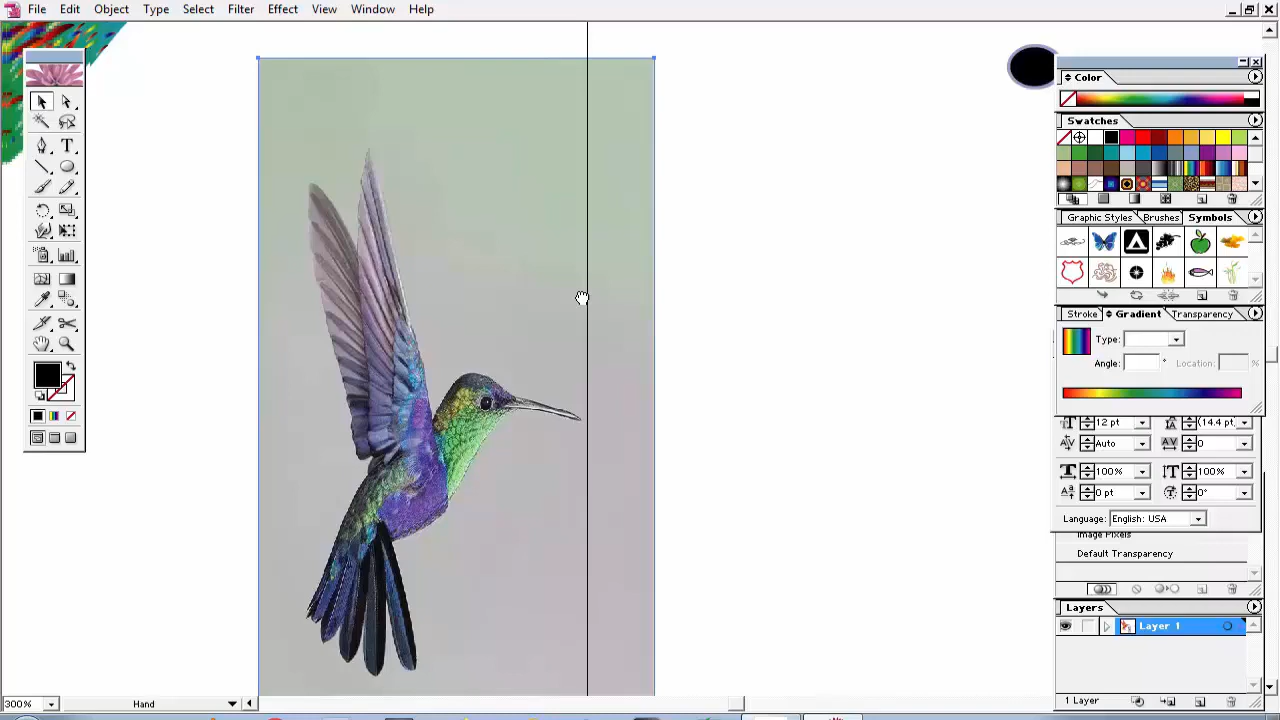 File Edit Object Type Select Filter Effect View Window Help
Color
Swatches
Graphic Styles Brushes Symbols
Stroke Gradient Transparency
Type:
Angle: ° Location: %
12 pt (14.4 pt)
Auto 0
100% 100%
0 pt 0°
Language: English: USA
Image Pixels
Default Transparency
Layers
Layer 1
1 Layer
300% Hand